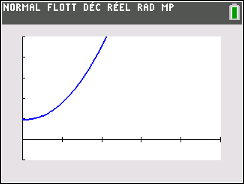 NORMAL FLOTT DÉC RÉEL RAD MP